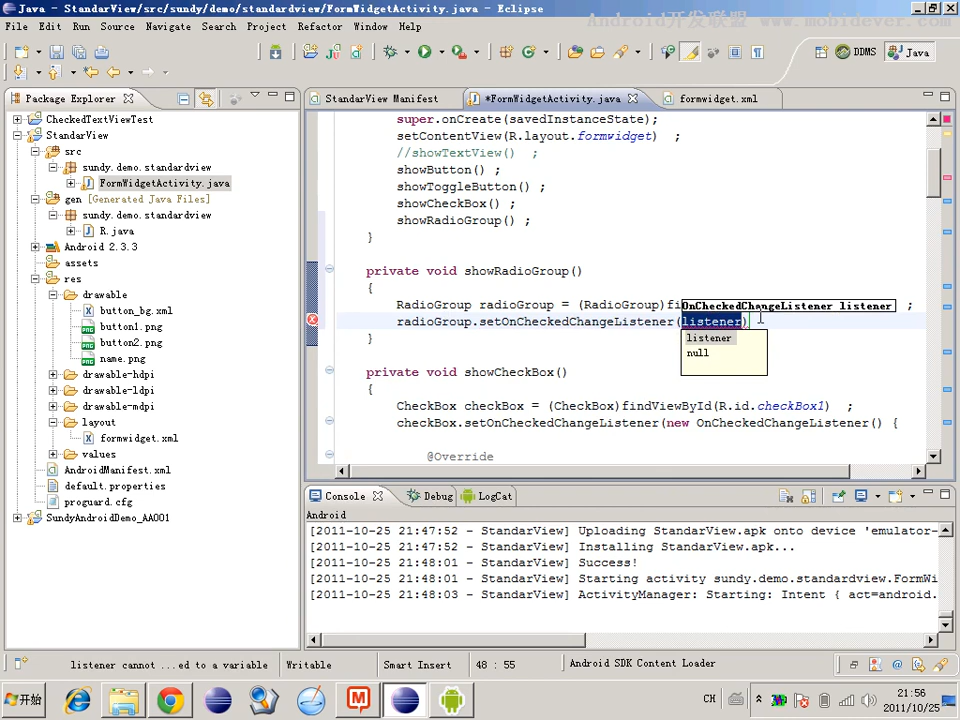 Java - StandarView/src/sundy/demo/standardview/FormWidgetActivity.java - Eclipse
Android开发联盟 www.mobidever.com
File Edit Run Source Navigate Search Project Refactor Window Help
DDMS
Java
Package Explorer
StandarView Manifest
*FormWidgetActivity.java
formwidget.xml
CheckedTextViewTest
StandarView
src
sundy.demo.standardview
FormWidgetActivity.java
gen [Generated Java Files]
sundy.demo.standardview
R.java
Android 2.3.3
assets
res
drawable
button_bg.xml
button1.png
button2.png
name.png
drawable-hdpi
drawable-ldpi
drawable-mdpi
layout
formwidget.xml
values
AndroidManifest.xml
default.properties
proguard.cfg
SundyAndroidDemo_AA001
super.onCreate(savedInstanceState);
setContentView(R.layout.formwidget) ;
//showTextView() ;
showButton() ;
showToggleButton() ;
showCheckBox() ;
showRadioGroup() ;
}
private void showRadioGroup()
{
RadioGroup radioGroup = (RadioGroup)fi ;
OnCheckedChangeListener listener
radioGroup.setOnCheckedChangeListener(listener)
listener
null
}
private void showCheckBox()
{
CheckBox checkBox = (CheckBox)findViewById(R.id.checkBox1) ;
checkBox.setOnCheckedChangeListener(new OnCheckedChangeListener() {
@Override
Console
Debug
LogCat
Android
[2011-10-25 21:47:52 - StandarView] Uploading StandarView.apk onto device 'emulator-
[2011-10-25 21:47:52 - StandarView] Installing StandarView.apk...
[2011-10-25 21:48:01 - StandarView] Success!
[2011-10-25 21:48:01 - StandarView] Starting activity sundy.demo.standardview.FormWi
[2011-10-25 21:48:03 - StandarView] ActivityManager: Starting: Intent { act=android.
listener cannot ...ed to a variable
Writable
Smart Insert
48 : 55
Android SDK Content Loader
开始
CH
21:56
2011/10/25